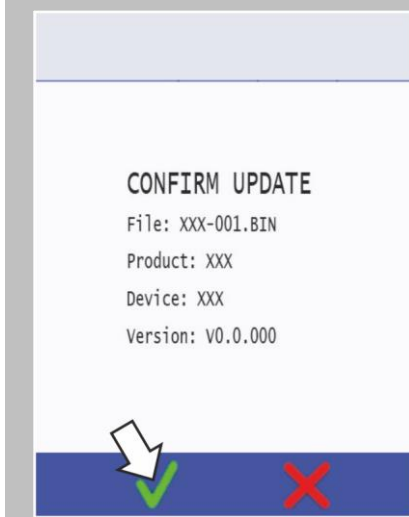 CONFIRM UPDATE
File: XXX-001.BIN
Product: XXX
Device: XXX
Version: V0.0.000